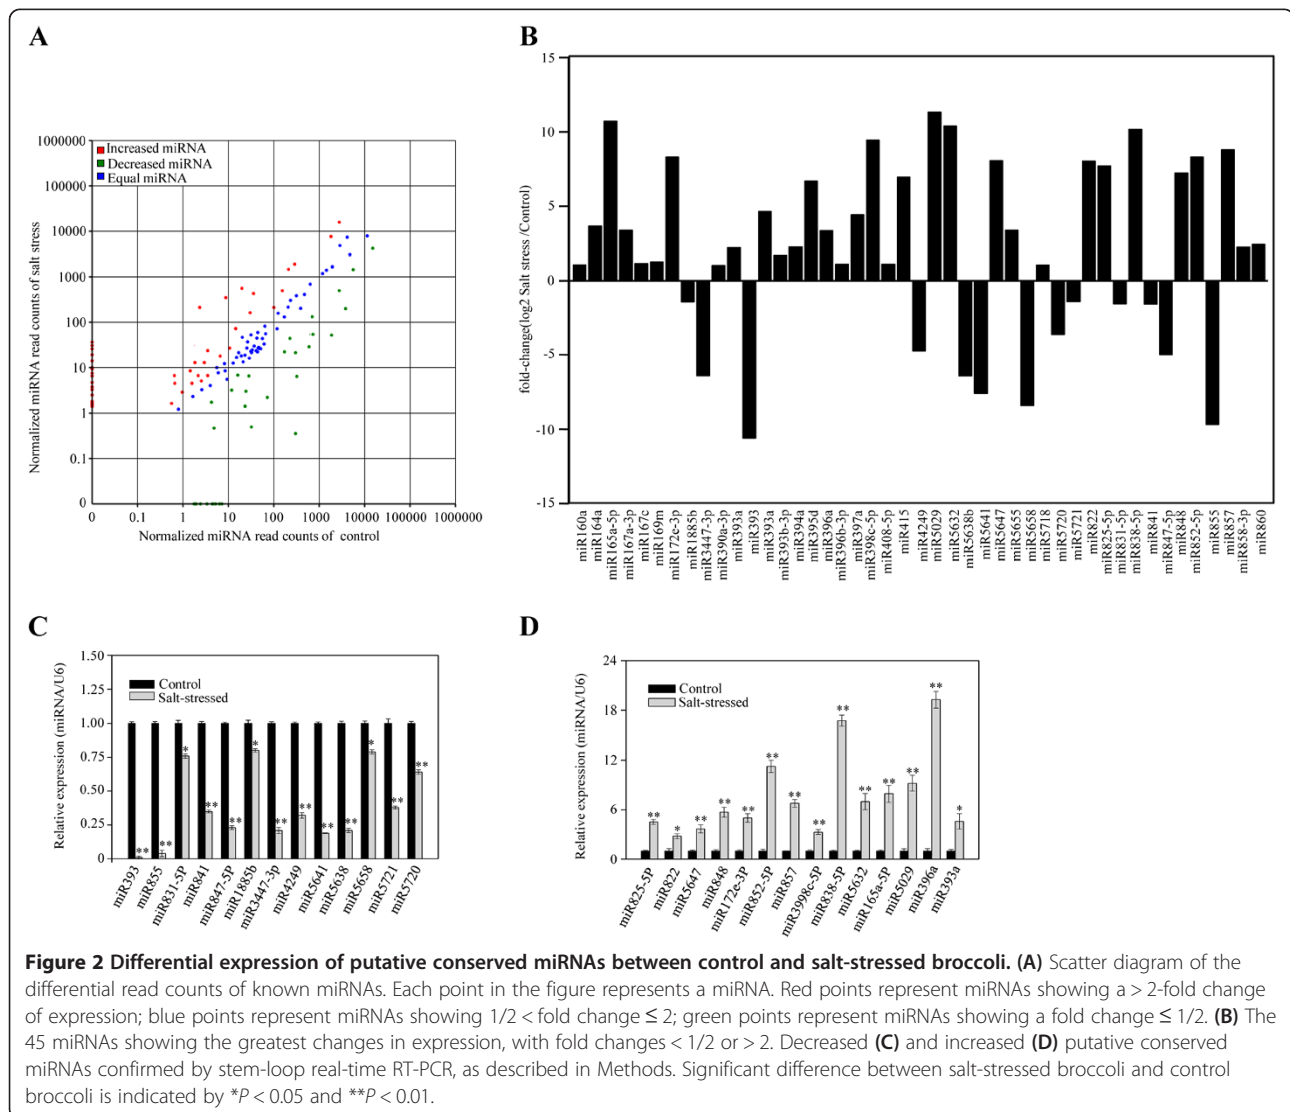 A
B
1000000
100000
10000
1000
100
10
1
0.1
0
Increased miRNA
Decreased miRNA
Equal miRNA
Normalized miRNA read counts of salt stress
0
0.1
1
10
100
1000
10000
100000
1000000
Normalized miRNA read counts of control
15
10
5
0
-5
-10
-15
fold-change(log2 Salt stress /Control)
miR160a
miR164a
miR165a-5p
miR167a-3p
miR167c
miR169m
miR172e-3p
miR1885b
miR3447-3p
miR390a-3p
miR393a
miR393
miR393a
miR393b-3p
miR394a
miR395d
miR396a
miR396b-3p
miR397a
miR398c-5p
miR408-5p
miR415
miR4249
miR5029
miR5632
miR5638b
miR5641
miR5647
miR5655
miR5658
miR5718
miR5720
miR5721
miR822
miR825-5p
miR831-5p
miR838-5p
miR841
miR847-5p
miR848
miR852-5p
miR855
miR857
miR858-3p
miR860
C
D
1.50
1.25
1.00
0.75
0.50
0.25
0
Relative expression (miRNA/U6)
Control
Salt-stressed
**
**
*
**
**
*
**
**
**
**
*
**
**
miR393
miR855
miR831-5P
miR841
miR847-5P
miR1885b
miR3447-3p
miR4249
miR5641
miR5638
miR5658
miR5721
miR5720
24
18
12
6
0
Relative expression (miRNA/U6)
Control
Salt-stressed
**
*
**
**
**
**
**
**
**
**
**
**
**
*
miR825-5P
miR822
miR5647
miR848
miR172e-3P
miR852-5P
miR857
miR3998c-5P
miR838-5P
miR5632
miR165a-5P
miR5029
miR396a
miR393a
Figure 2 Differential expression of putative conserved miRNAs between control and salt-stressed broccoli. (A) Scatter diagram of the
differential read counts of known miRNAs. Each point in the figure represents a miRNA. Red points represent miRNAs showing a > 2-fold change
of expression; blue points represent miRNAs showing 1/2 < fold change ≤ 2; green points represent miRNAs showing a fold change ≤ 1/2. (B) The
45 miRNAs showing the greatest changes in expression, with fold changes < 1/2 or > 2. Decreased (C) and increased (D) putative conserved
miRNAs confirmed by stem-loop real-time RT-PCR, as described in Methods. Significant difference between salt-stressed broccoli and control
broccoli is indicated by *P < 0.05 and **P < 0.01.